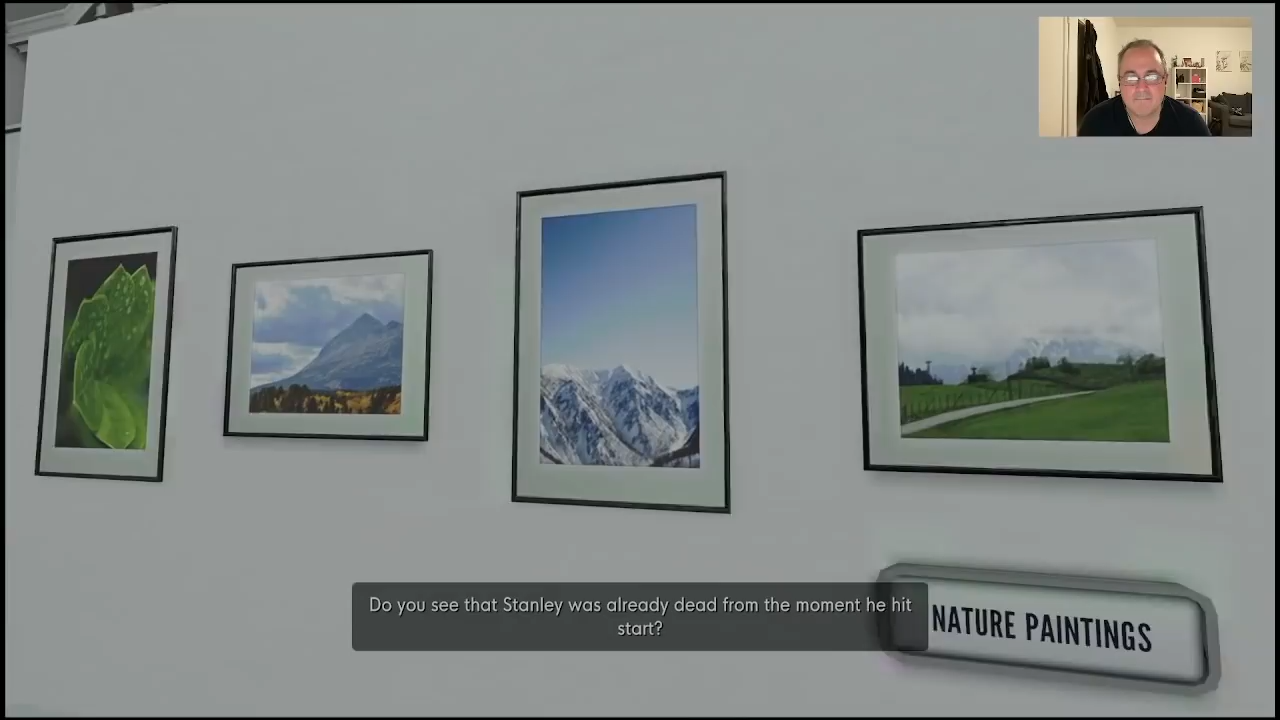 Do you see that Stanley was already dead from the moment he hit
start?
NATURE PAINTINGS